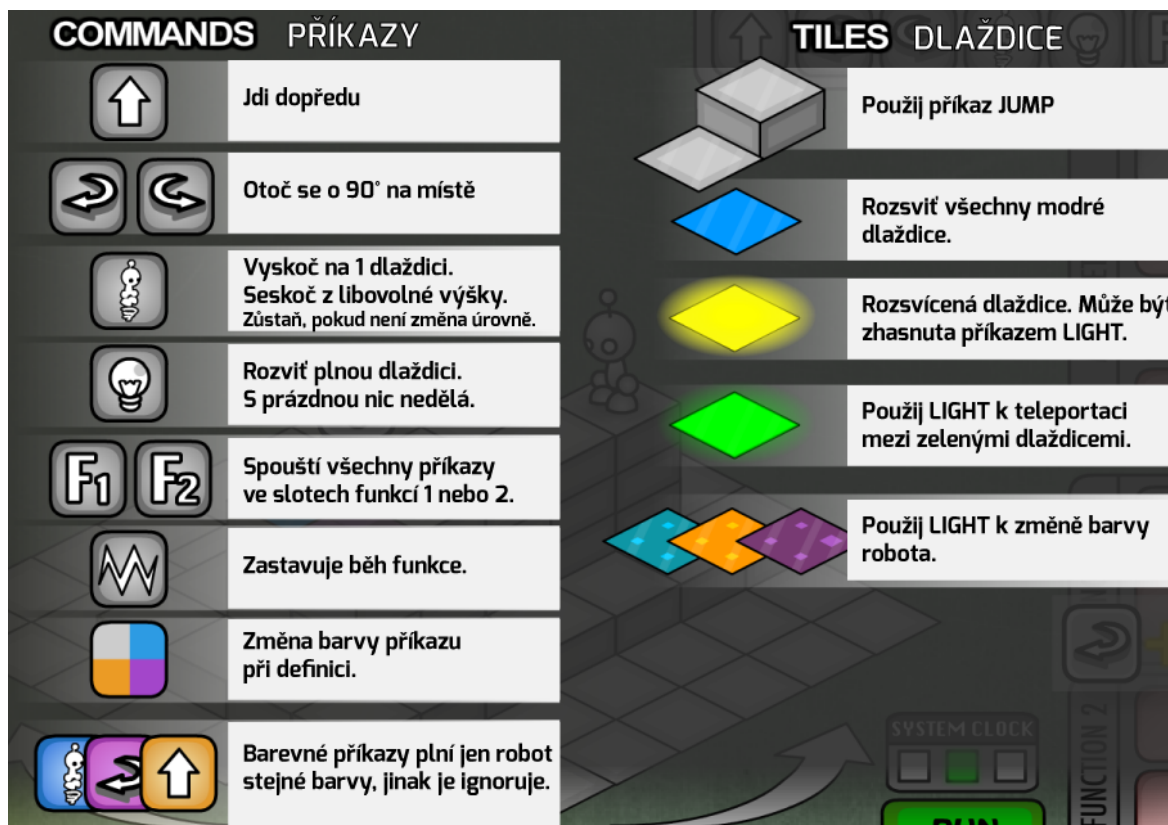 COMMANDS PŘÍKAZY
Jdi dopředu
Otoč se o 90° na místě
Vyskoč na 1 dlaždici.
Seskoč z libovolné výšky.
Zůstaň, pokud není změna úrovně.
Rozviť plnou dlaždici.
S prázdnou nic nedělá.
F1 F2
Spouští všechny příkazy
ve slotech funkcí 1 nebo 2.
Zastavuje běh funkce.
Změna barvy příkazu
při definici.
Barevné příkazy plní jen robot
stejné barvy, jinak je ignoruje.
TILES DLAŽDICE
Použij příkaz JUMP
Rozsviť všechny modré
dlaždice.
Rozsvícená dlaždice. Může být
zhasnuta příkazem LIGHT.
Použij LIGHT k teleportaci
mezi zelenými dlaždicemi.
Použij LIGHT k změně barvy
robota.
SYSTEM CLOCK
RUN
FUNCTION 2